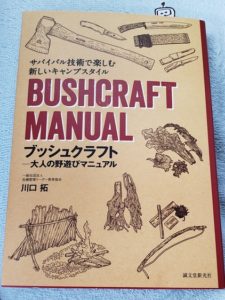 サバイバル技術で楽しむ
新しいキャンプスタイル
BUSHCRAFT
MANUAL
ブッシュクラフト
―大人の野遊びマニュアル
川口 拓
誠文堂新光社